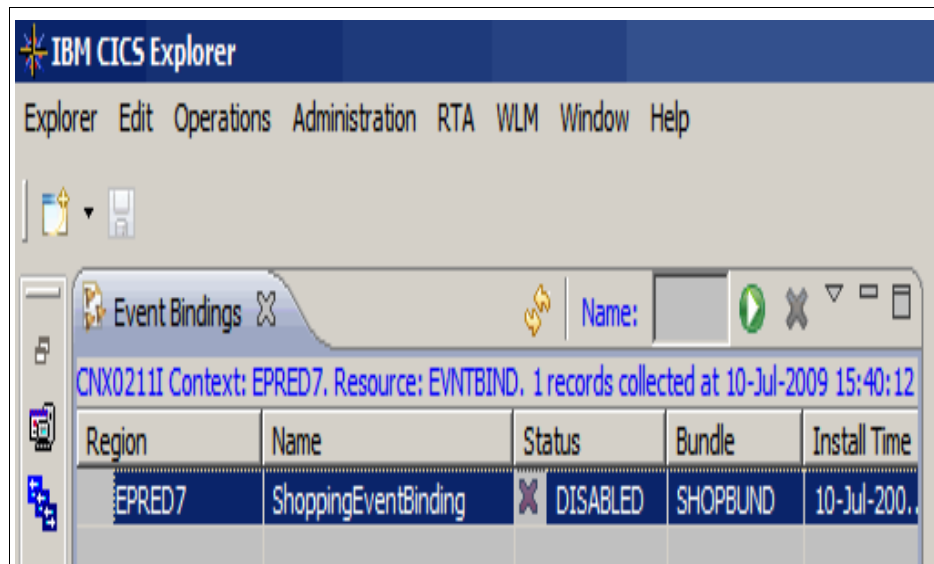 IBM CICS Explorer
Explorer Edit Operations Administration RTA WLM Window Help
Event Bindings Name:
CNX0211I Context: EPRED7. Resource: EVNTBIND. 1 records collected at 10-Jul-2009 15:40:12
Region Name Status Bundle Install Time
EPRED7 ShoppingEventBinding DISABLED SHOPBUND 10-Jul-200..